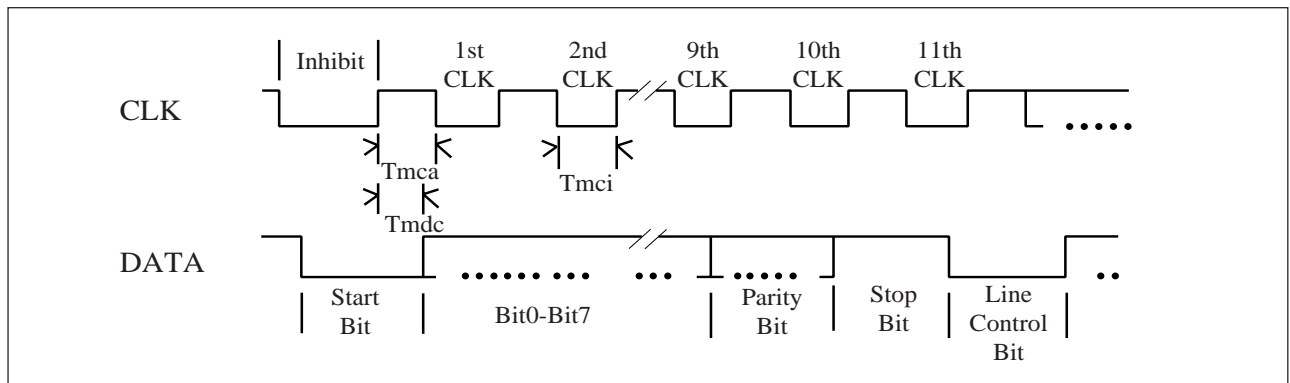 Inhibit
1st
CLK
2nd
CLK
9th
CLK
10th
CLK
11th
CLK
CLK
Tmca
Tmci
Tmdc
DATA
Start
Bit
Bit0-Bit7
Parity
Bit
Stop
Bit
Line
Control
Bit